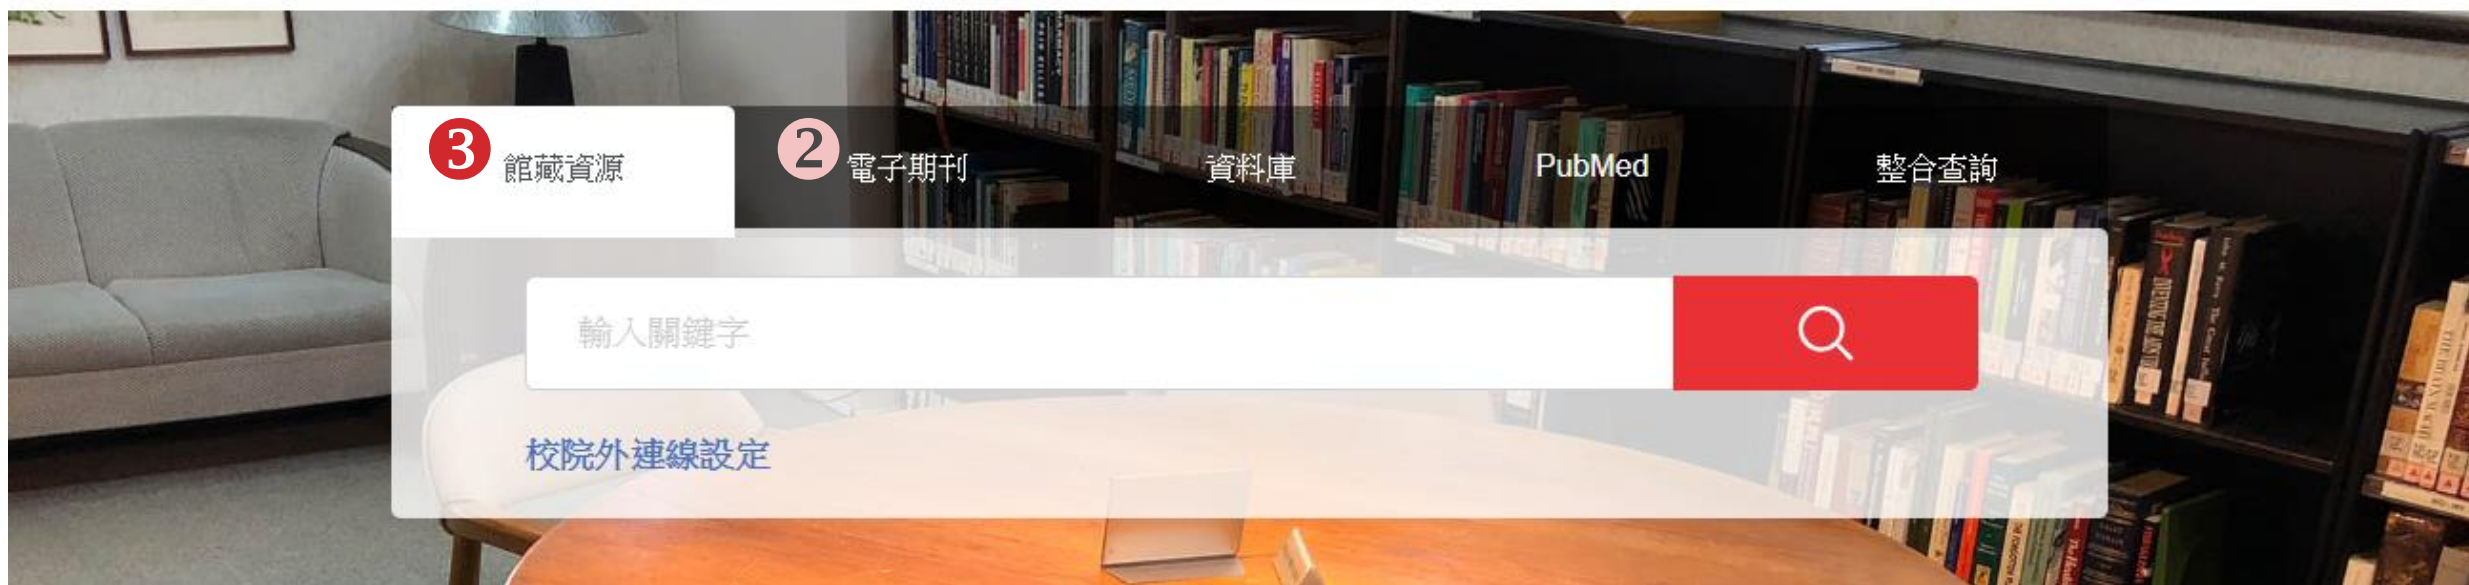 ❸ 館藏資源 ❷ 電子期刊 資料庫 PubMed 整合查詢
輸入關鍵字
校院外連線設定